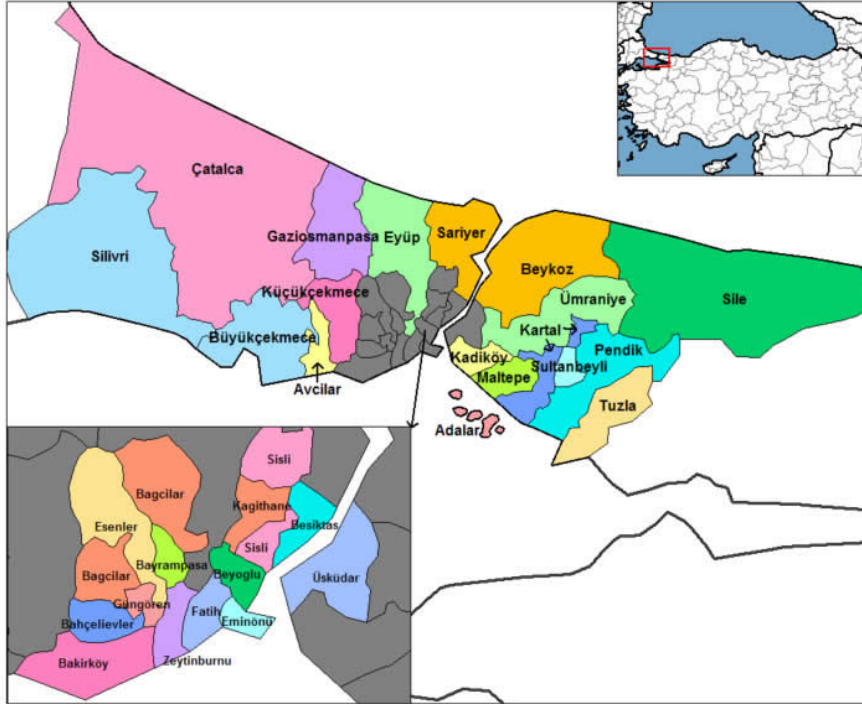 Çatalca
Gaziosmanpasa
Eyüp
Sariyer
Silivri
Beykoz
Küçükçekmece
Ümraniye
Sile
Büyükçekmece
Kartal
Kadiköy
Sultanbeyli
Pendik
Maltepe
Avcilar
Tuzla
Adalar
Sisli
Bagcilar
Kagithane
Esenler
Besiktas
Sisli
Bayrampasa
Beyoglu
Bagcilar
Üsküdar
Güngören
Fatih
Bahçelievler
Eminönü
Bakirköy
Zeytinburnu